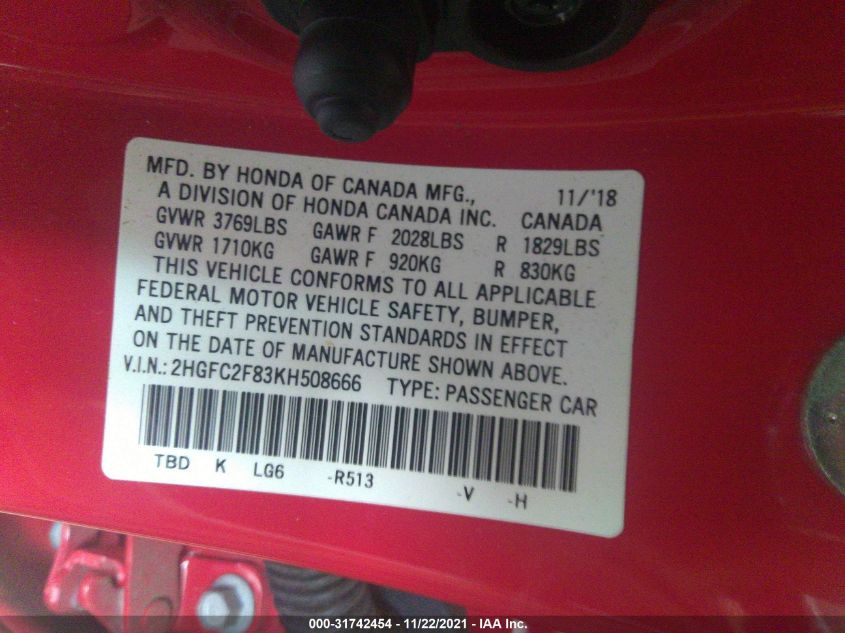 MFD. BY HONDA OF CANADA MFG., 11/'18
A DIVISION OF HONDA CANADA INC. CANADA
GVWR 3769LBS GAWR F 2028LBS R 1829LBS
GVWR 1710KG GAWR F 920KG R 830KG
THIS VEHICLE CONFORMS TO ALL APPLICABLE
FEDERAL MOTOR VEHICLE SAFETY, BUMPER,
AND THEFT PREVENTION STANDARDS IN EFFECT
ON THE DATE OF MANUFACTURE SHOWN ABOVE.
V.I.N.: 2HGFC2F83KH508666 TYPE: PASSENGER CAR
TBD K LG6 -R513 -V -H
000-31742454 - 11/22/2021 - IAA Inc.